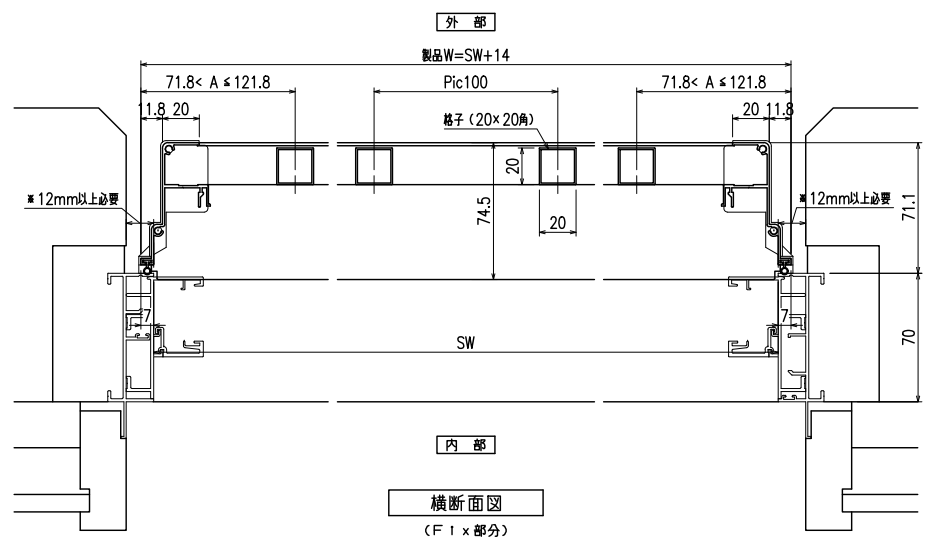 外 部
製品W=SW+14
71.8< A ≦121.8
Pic100
71.8< A ≦121.8
11.8
20
格子（20×20角）
20
11.8
20
20
74.5
71.1
※12mm以上必要
※12mm以上必要
7
7
SW
70
内 部
横断面図
（Fix部分）